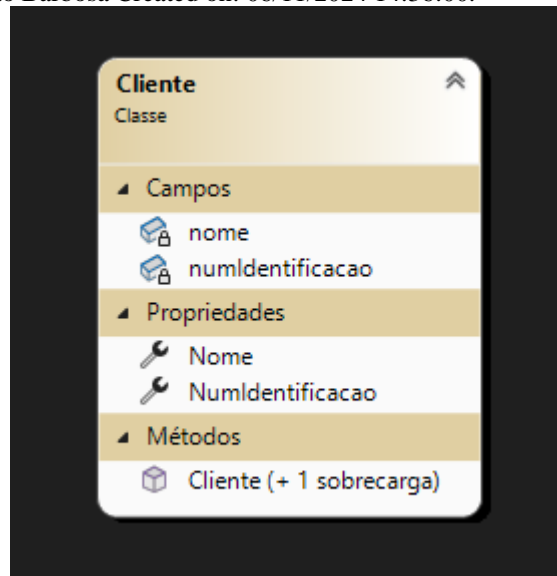 Cliente
Classe
Campos
nome
numIdentificacao
Propriedades
Nome
NumIdentificacao
Métodos
Cliente (+ 1 sobrecarga)